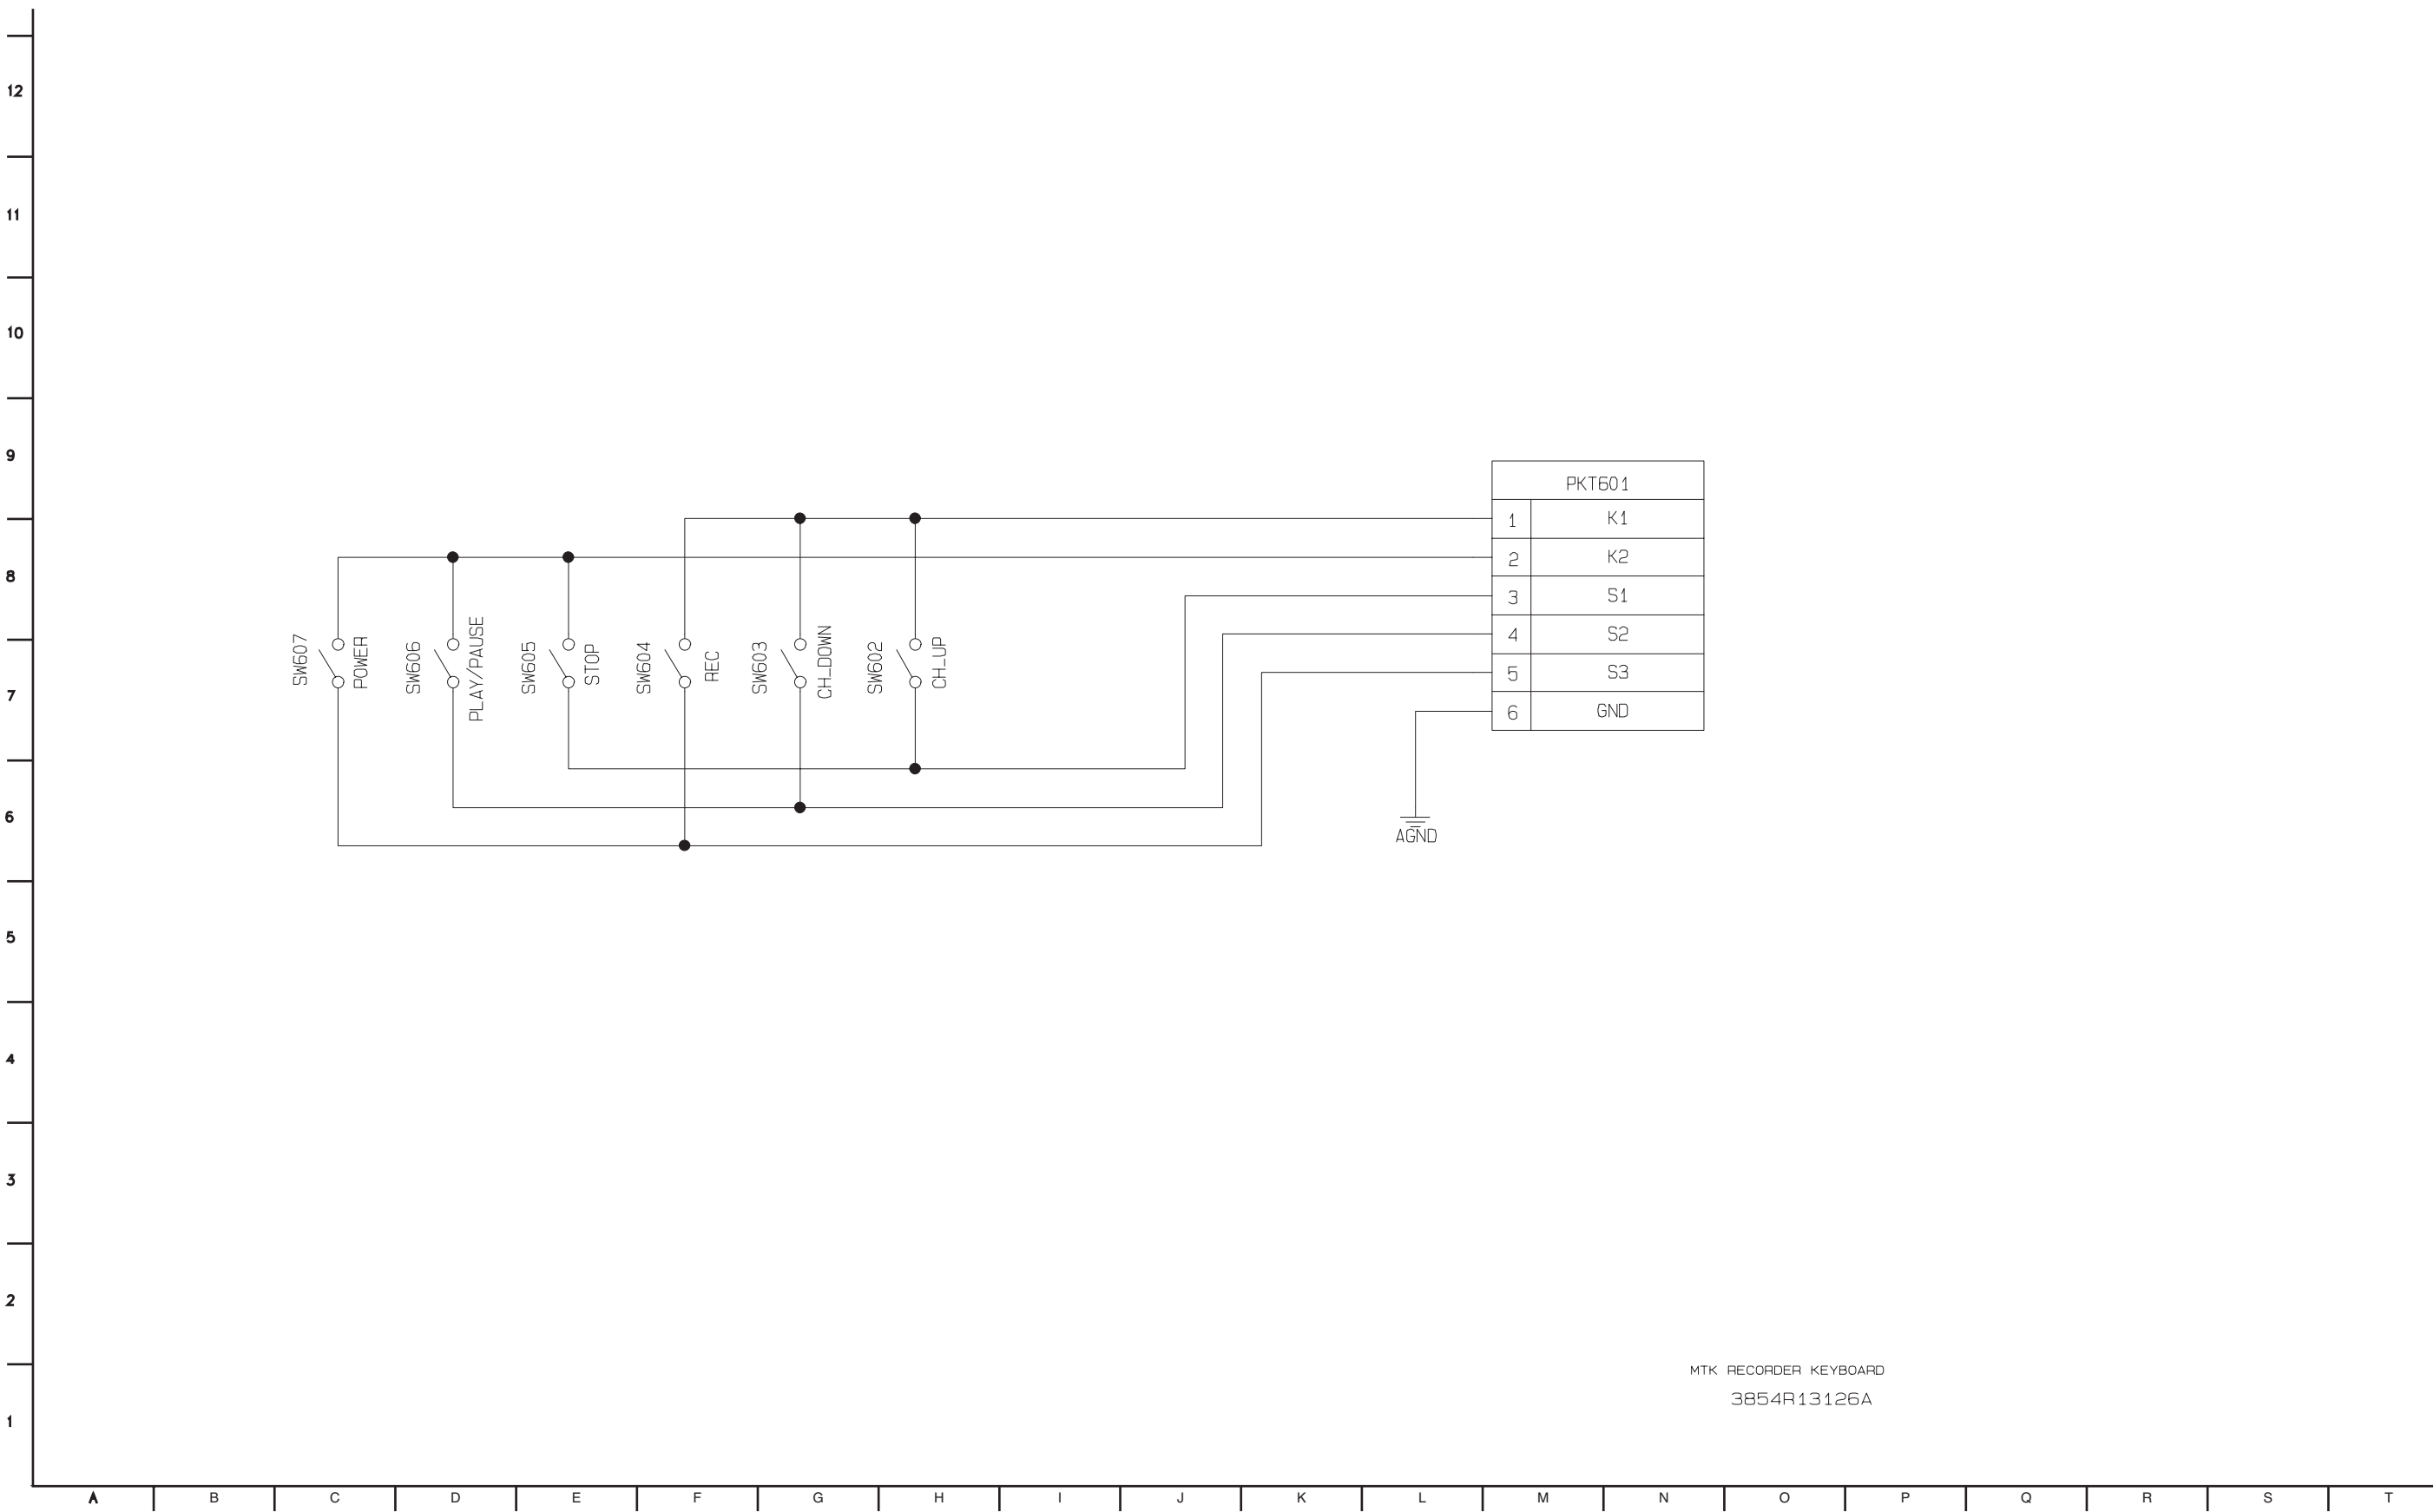 12
11
10
9
8
7
6
5
4
3
2
1
SW607
POWER
SW606
PLAY/PAUSE
SW605
STOP
SW604
REC
SW603
CH_DOWN
SW602
CH_UP
PKT601
1 K1
2 K2
3 S1
4 S2
5 S3
6 GND
AGND
MTK RECORDER KEYBOARD
3854R13126A
A B C D E F G H I J K L M N O P Q R S T